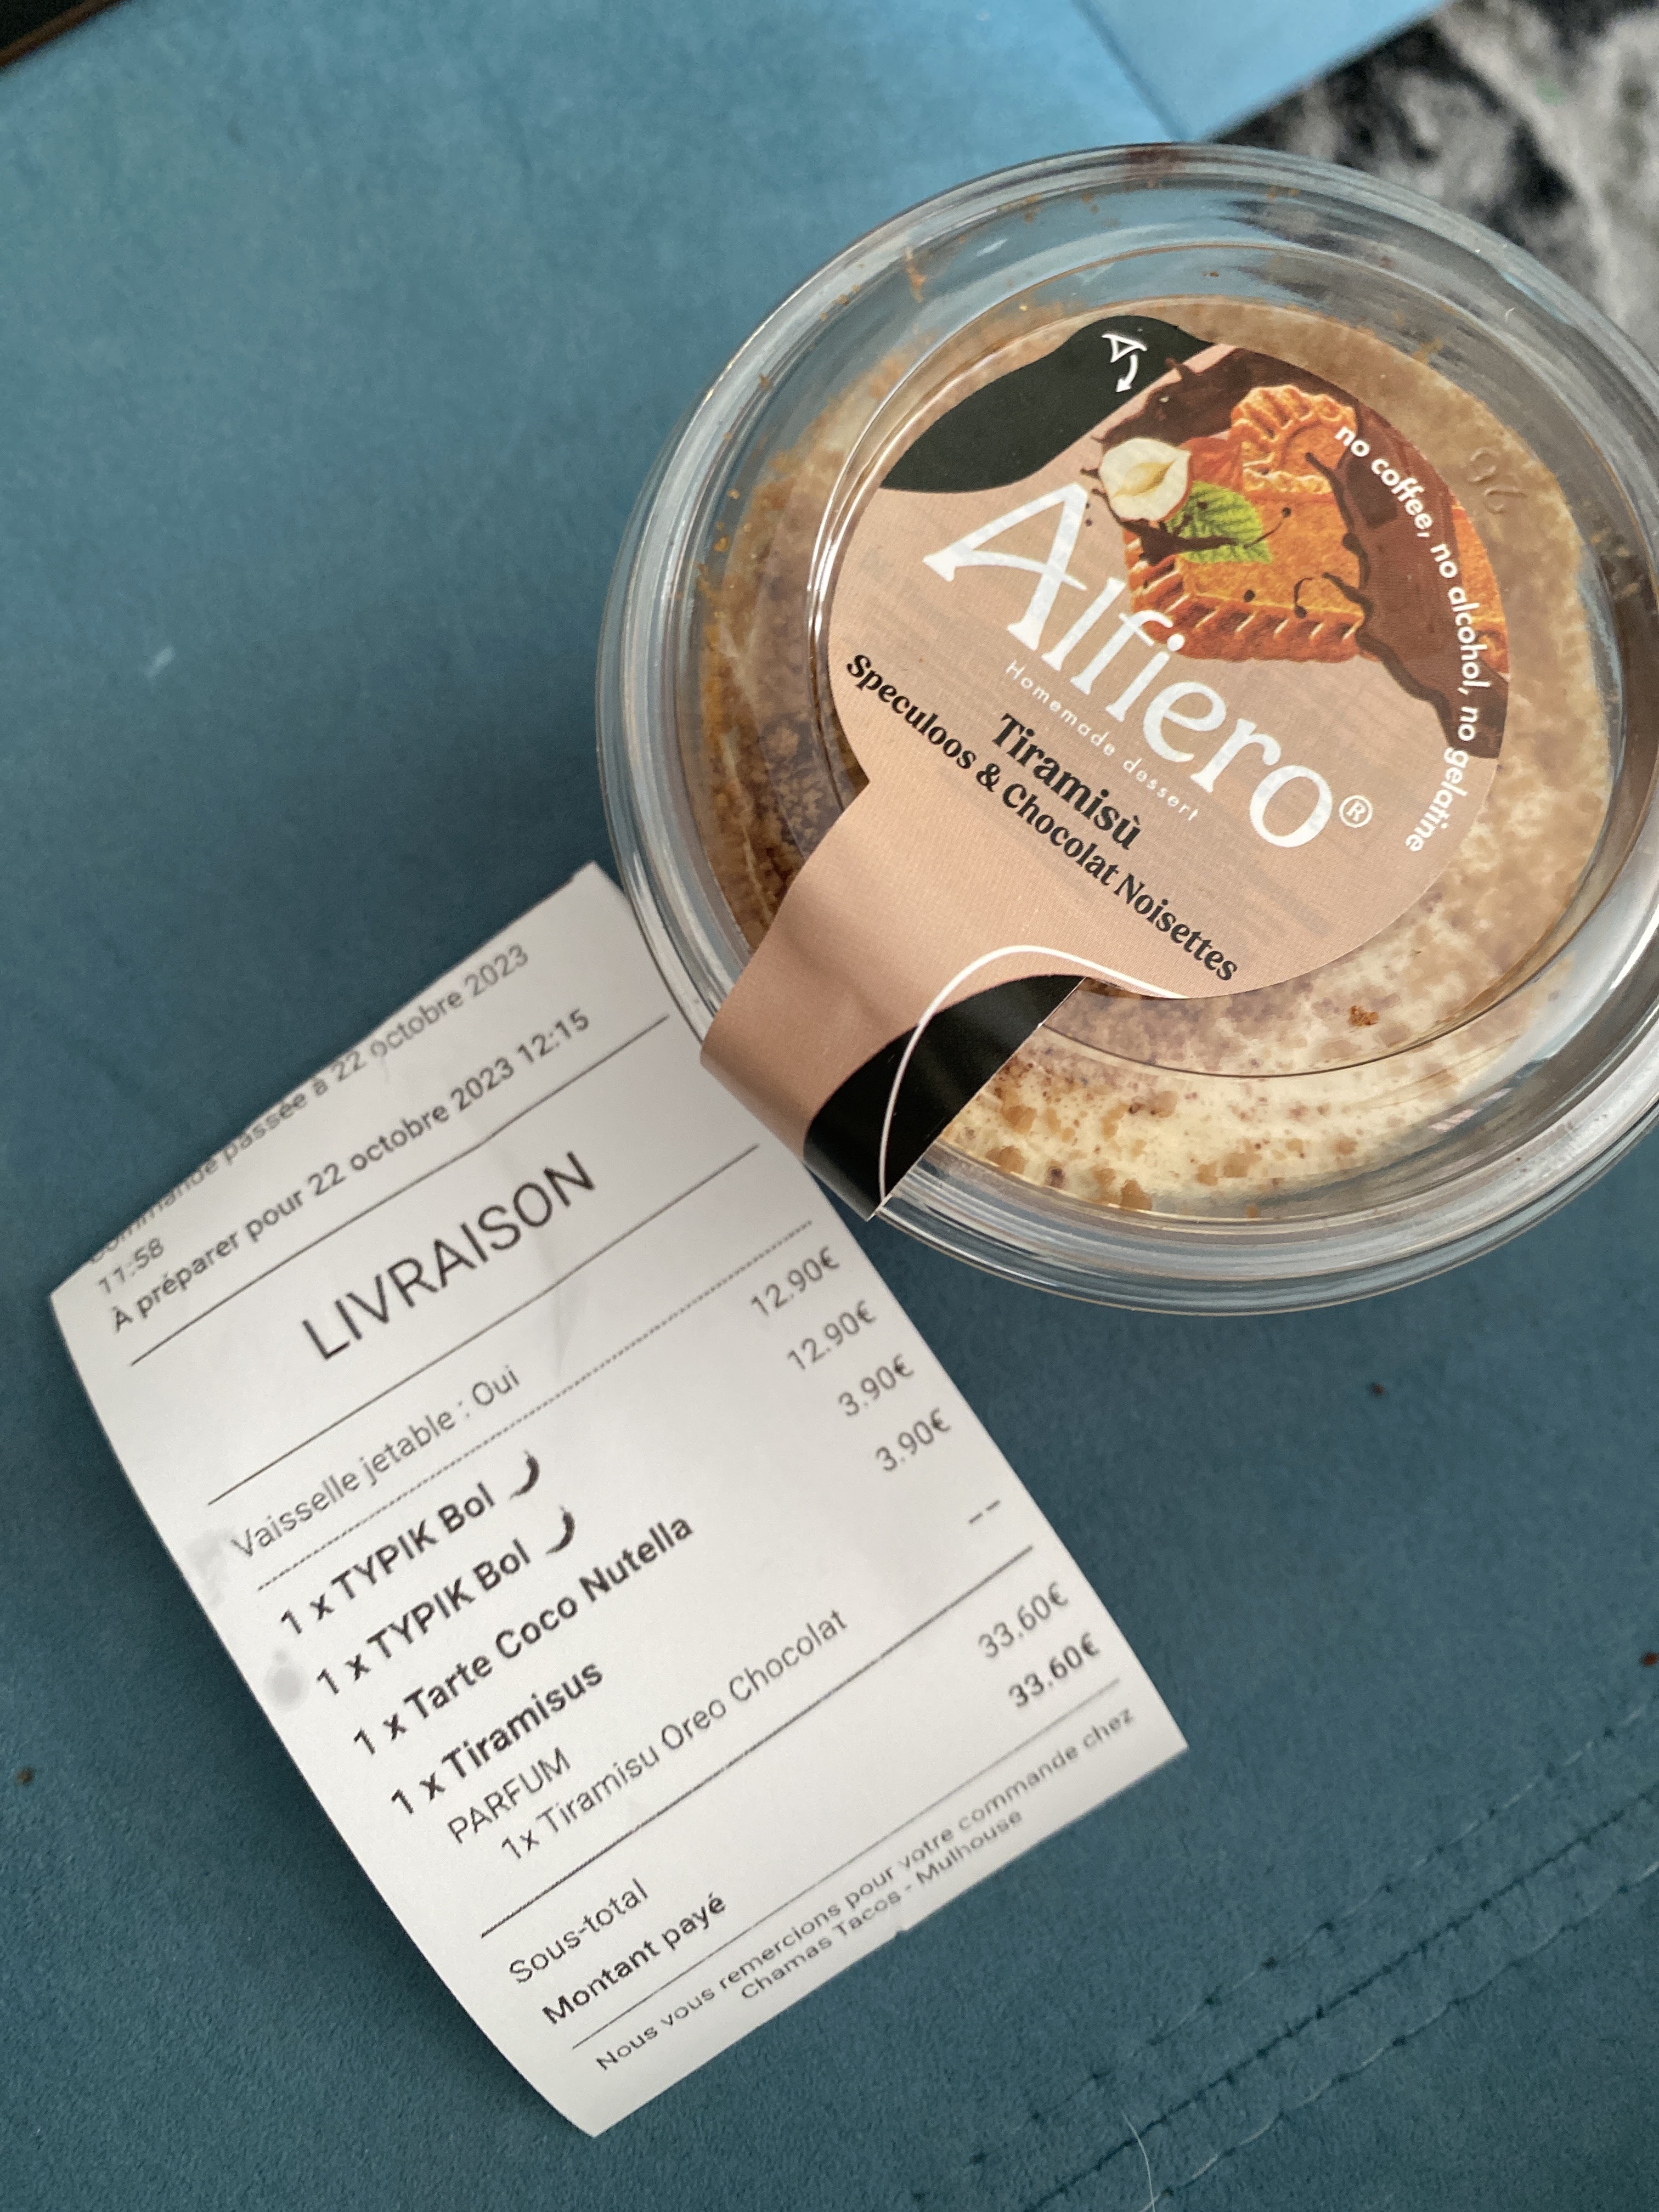 no coffee, no alcohol, no gelatine
Alfiero®
Homemade dessert
Tiramisù
Speculoos & Chocolat Noisettes
Commande passée à 22 octobre 2023
11:58
À préparer pour 22 octobre 2023 12:15
LIVRAISON
Vaisselle jetable : Oui
1 x TYPIK Bol 12.90€
1 x TYPIK Bol 12.90€
1 x Tarte Coco Nutella 3.90€
1 x Tiramisus 3.90€
PARFUM
1x Tiramisu Oreo Chocolat --
Sous-total 33.60€
Montant payé 33.60€
Nous vous remercions pour votre commande chez
Chamas Tacos - Mulhouse